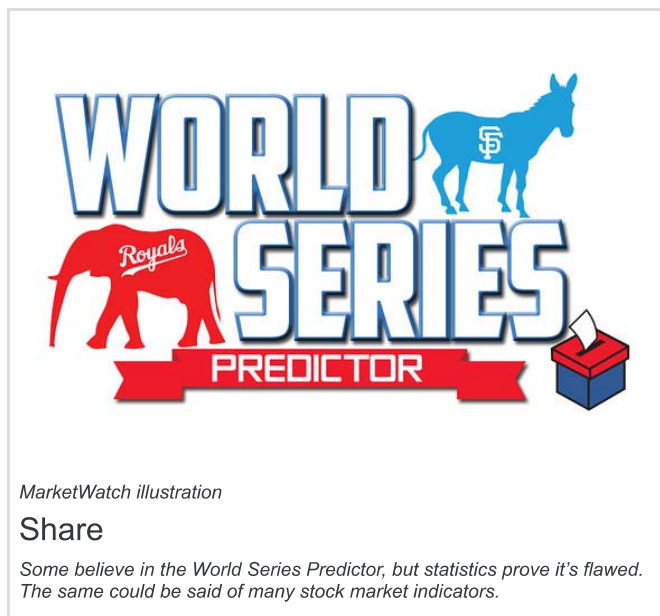 WORLD
SF
Royals
SERIES
PREDICTOR
MarketWatch illustration
Share
Some believe in the World Series Predictor, but statistics prove it's flawed.
The same could be said of many stock market indicators.